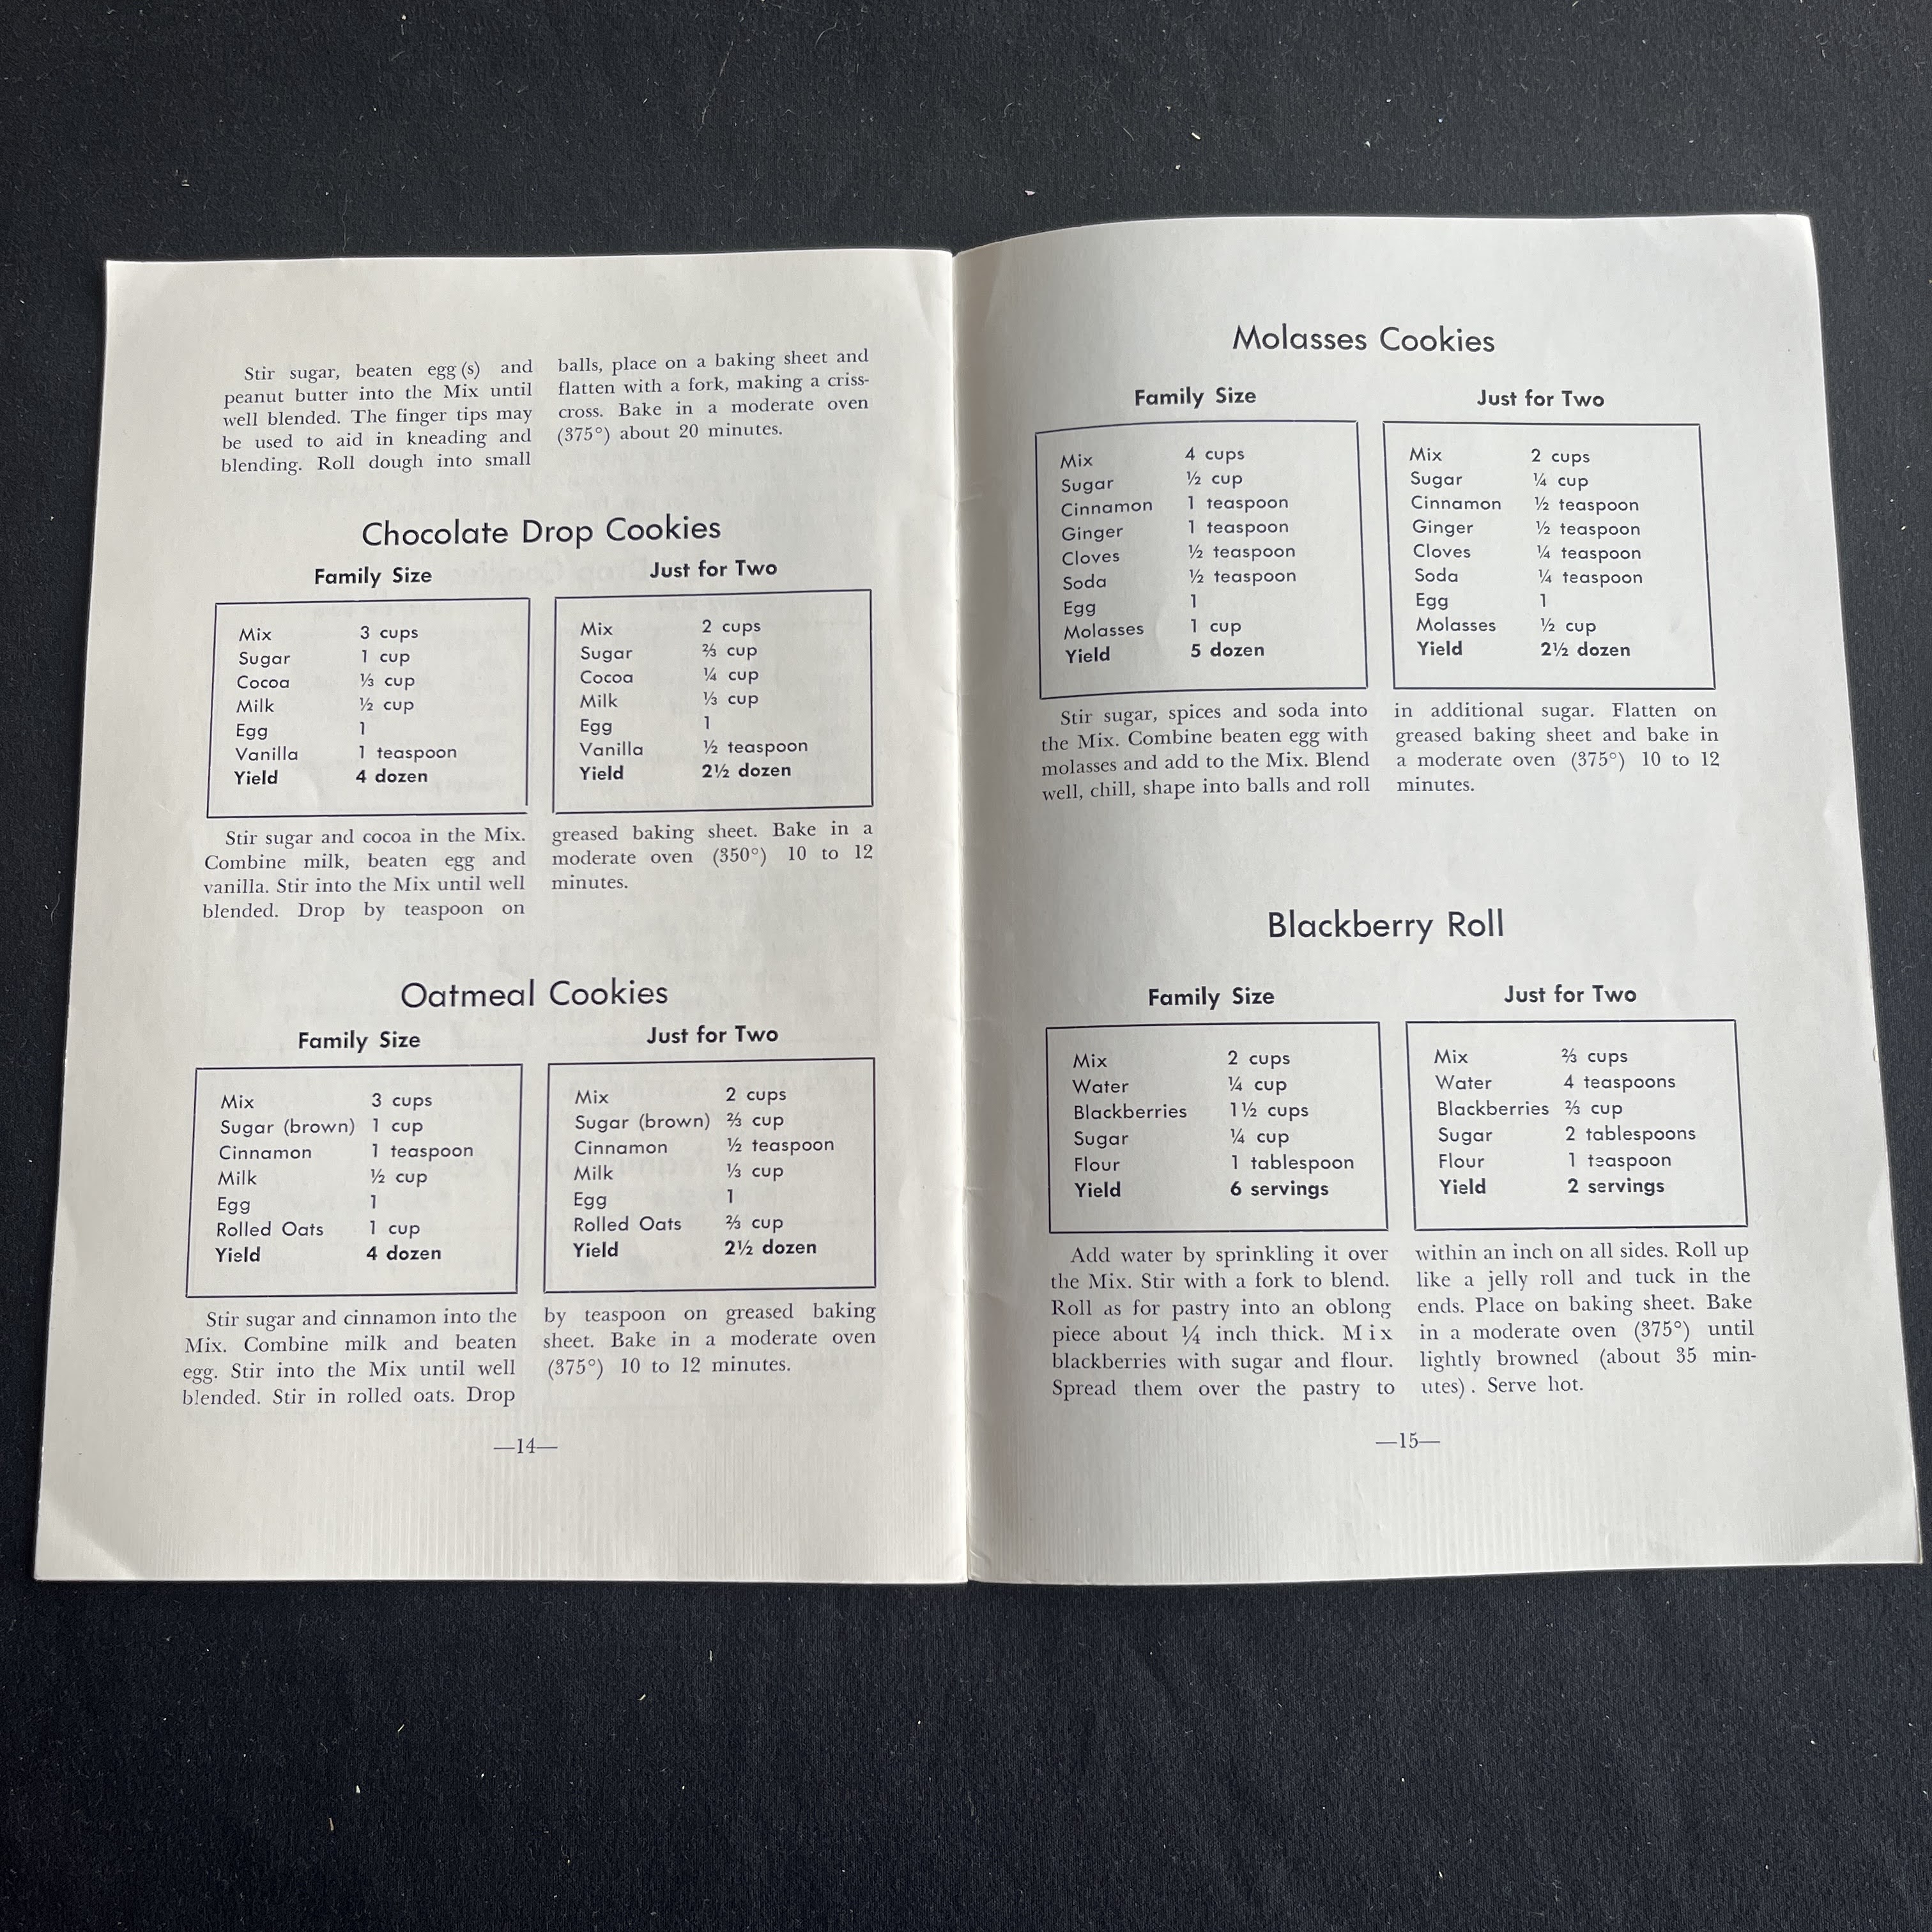 Stir sugar, beaten egg (s) and
peanut butter into the Mix until
well blended. The finger tips may
be used to aid in kneading and
blending. Roll dough into small
balls, place on a baking sheet and
flatten with a fork, making a criss-
cross. Bake in a moderate oven
(375°) about 20 minutes.
Chocolate Drop Cookies
Family Size
Mix 3 cups
Sugar 1 cup
Cocoa ⅓ cup
Milk ½ cup
Egg 1
Vanilla 1 teaspoon
Yield 4 dozen
Just for Two
Mix 2 cups
Sugar ⅔ cup
Cocoa ¼ cup
Milk ⅓ cup
Egg 1
Vanilla ½ teaspoon
Yield 2½ dozen
Stir sugar and cocoa in the Mix.
Combine milk, beaten egg and
vanilla. Stir into the Mix until well
blended. Drop by teaspoon on
greased baking sheet. Bake in a
moderate oven (350°) 10 to 12
minutes.
Oatmeal Cookies
Family Size
Mix 3 cups
Sugar (brown) 1 cup
Cinnamon 1 teaspoon
Milk ½ cup
Egg 1
Rolled Oats 1 cup
Yield 4 dozen
Just for Two
Mix 2 cups
Sugar (brown) ⅔ cup
Cinnamon ½ teaspoon
Milk ⅓ cup
Egg 1
Rolled Oats ⅔ cup
Yield 2½ dozen
Stir sugar and cinnamon into the
Mix. Combine milk and beaten
egg. Stir into the Mix until well
blended. Stir in rolled oats. Drop
by teaspoon on greased baking
sheet. Bake in a moderate oven
(375°) 10 to 12 minutes.
—14—
Molasses Cookies
Family Size
Mix 4 cups
Sugar ½ cup
Cinnamon 1 teaspoon
Ginger 1 teaspoon
Cloves ½ teaspoon
Soda ½ teaspoon
Egg 1
Molasses 1 cup
Yield 5 dozen
Just for Two
Mix 2 cups
Sugar ¼ cup
Cinnamon ½ teaspoon
Ginger ½ teaspoon
Cloves ¼ teaspoon
Soda ¼ teaspoon
Egg 1
Molasses ½ cup
Yield 2½ dozen
Stir sugar, spices and soda into
the Mix. Combine beaten egg with
molasses and add to the Mix. Blend
well, chill, shape into balls and roll
in additional sugar. Flatten on
greased baking sheet and bake in
a moderate oven (375°) 10 to 12
minutes.
Blackberry Roll
Family Size
Mix 2 cups
Water ¼ cup
Blackberries 1½ cups
Sugar ¼ cup
Flour 1 tablespoon
Yield 6 servings
Just for Two
Mix ⅔ cups
Water 4 teaspoons
Blackberries ⅔ cup
Sugar 2 tablespoons
Flour 1 teaspoon
Yield 2 servings
Add water by sprinkling it over
the Mix. Stir with a fork to blend.
Roll as for pastry into an oblong
piece about ¼ inch thick. Mix
blackberries with sugar and flour.
Spread them over the pastry to
within an inch on all sides. Roll up
like a jelly roll and tuck in the
ends. Place on baking sheet. Bake
in a moderate oven (375°) until
lightly browned (about 35 min-
utes). Serve hot.
—15—